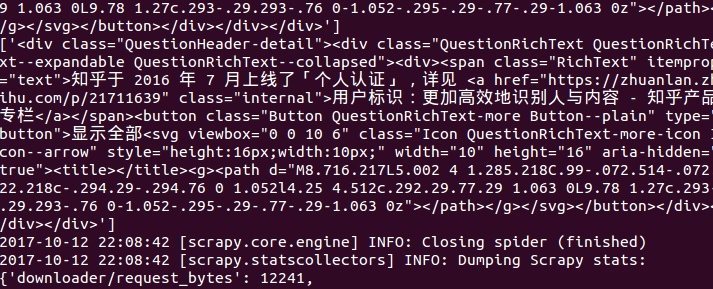 9 1.063 0L9.78 1.27c.293-.29.293-.76 0-1.052-.295-.29-.77-.29-1.063 0z"></path><
/g></svg></button></div></div></div>']
['<div class="QuestionHeader-detail"><div class="QuestionRichText QuestionRichTe
xt--expandable QuestionRichText--collapsed"><div><span class="RichText" itemprop
="text">知乎于 2016 年 7 月上线了「个人认证」,详见 <a href="https://zhuanlan.zh
ihu.com/p/21711639" class="internal">用户标识：更加高效地识别人与内容 - 知乎产品
专栏</a></span><button class="Button QuestionRichText-more Button--plain" type="
button">显示全部<svg viewbox="0 0 10 6" class="Icon QuestionRichText-more-icon I
con--arrow" style="height:16px;width:10px;" width="10" height="16" aria-hidden="
true"><title></title><g><path d="M8.716.217L5.002 4 1.285.218C.99-.072.514-.072
22.218c-.294.29-.294.76 0 1.052l4.25 4.512c.292.29.77.29 1.063 0L9.78 1.27c.293-
.29.293-.76 0-1.052-.295-.29-.77-.29-1.063 0z"></path></g></svg></button></div><
/div></div>']
2017-10-12 22:08:42 [scrapy.core.engine] INFO: Closing spider (finished)
2017-10-12 22:08:42 [scrapy.statscollectors] INFO: Dumping Scrapy stats:
{'downloader/request_bytes': 12241,